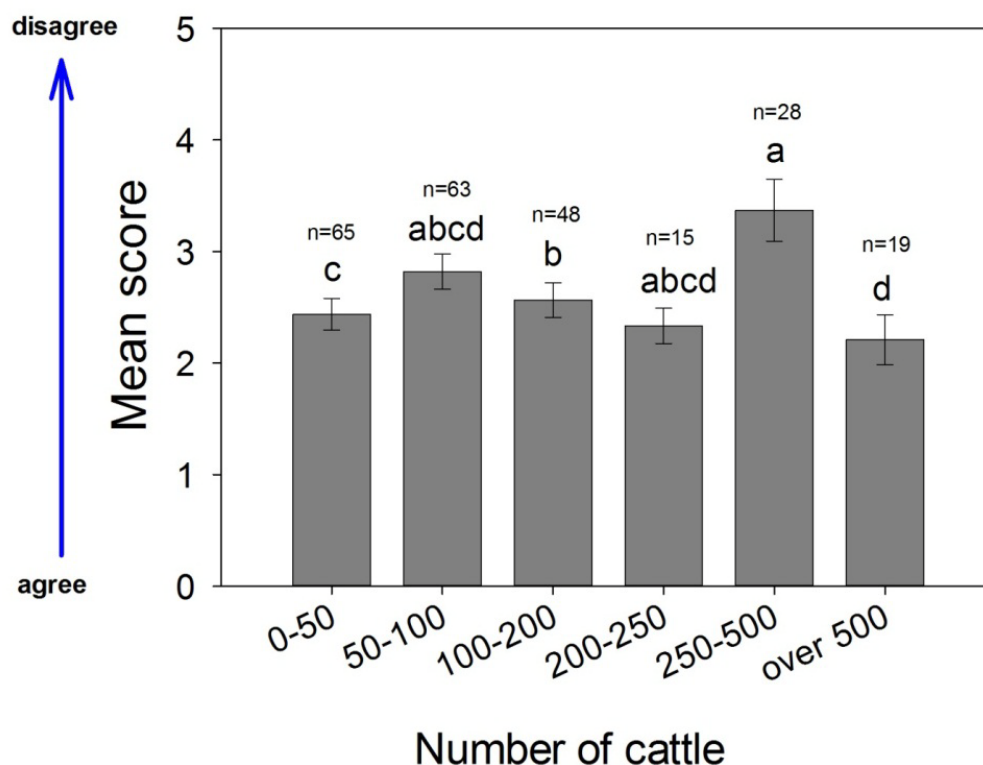 disagree
agree
Mean score
5
4
3
2
1
0
n=65
c
n=63
abcd
n=48
b
n=15
abcd
n=28
a
n=19
d
0-50
50-100
100-200
200-250
250-500
over 500
Number of cattle